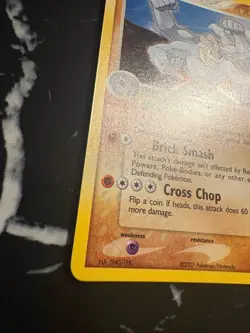 Brick Smash
This attack's damage isn't affected by Re
Powers, Poké-Bodies, or any other e
Defending Pokémon.
Cross Chop
Flip a coin. If heads, this attack does 60
more damage.
weakness
resistance
©2007 Pokémon/Nintendo